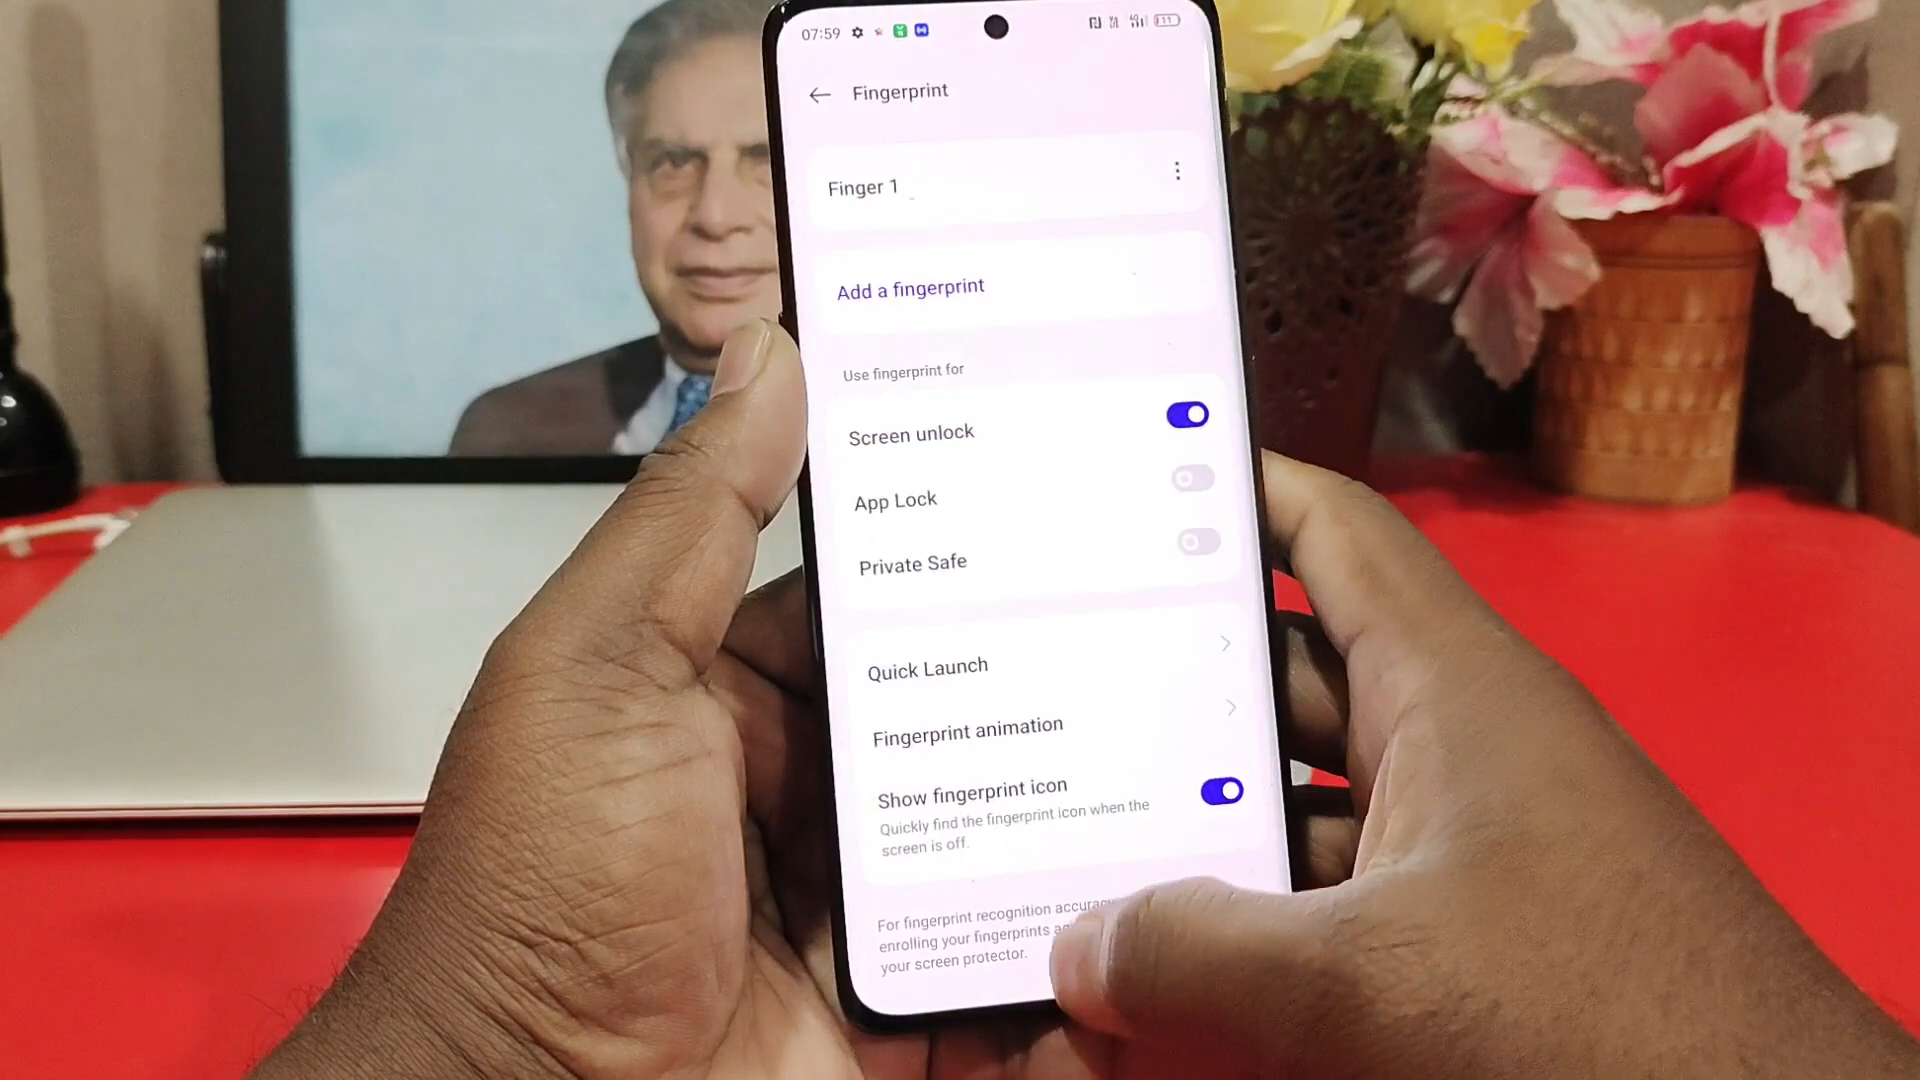 07:59
11
Fingerprint
Finger 1
Add a fingerprint
Use fingerprint for
Screen unlock
App Lock
Private Safe
Quick Launch
Fingerprint animation
Show fingerprint icon
Quickly find the fingerprint icon when the
screen is off.
For fingerprint recognition accuracy
enrolling your fingerprints
your screen protector.